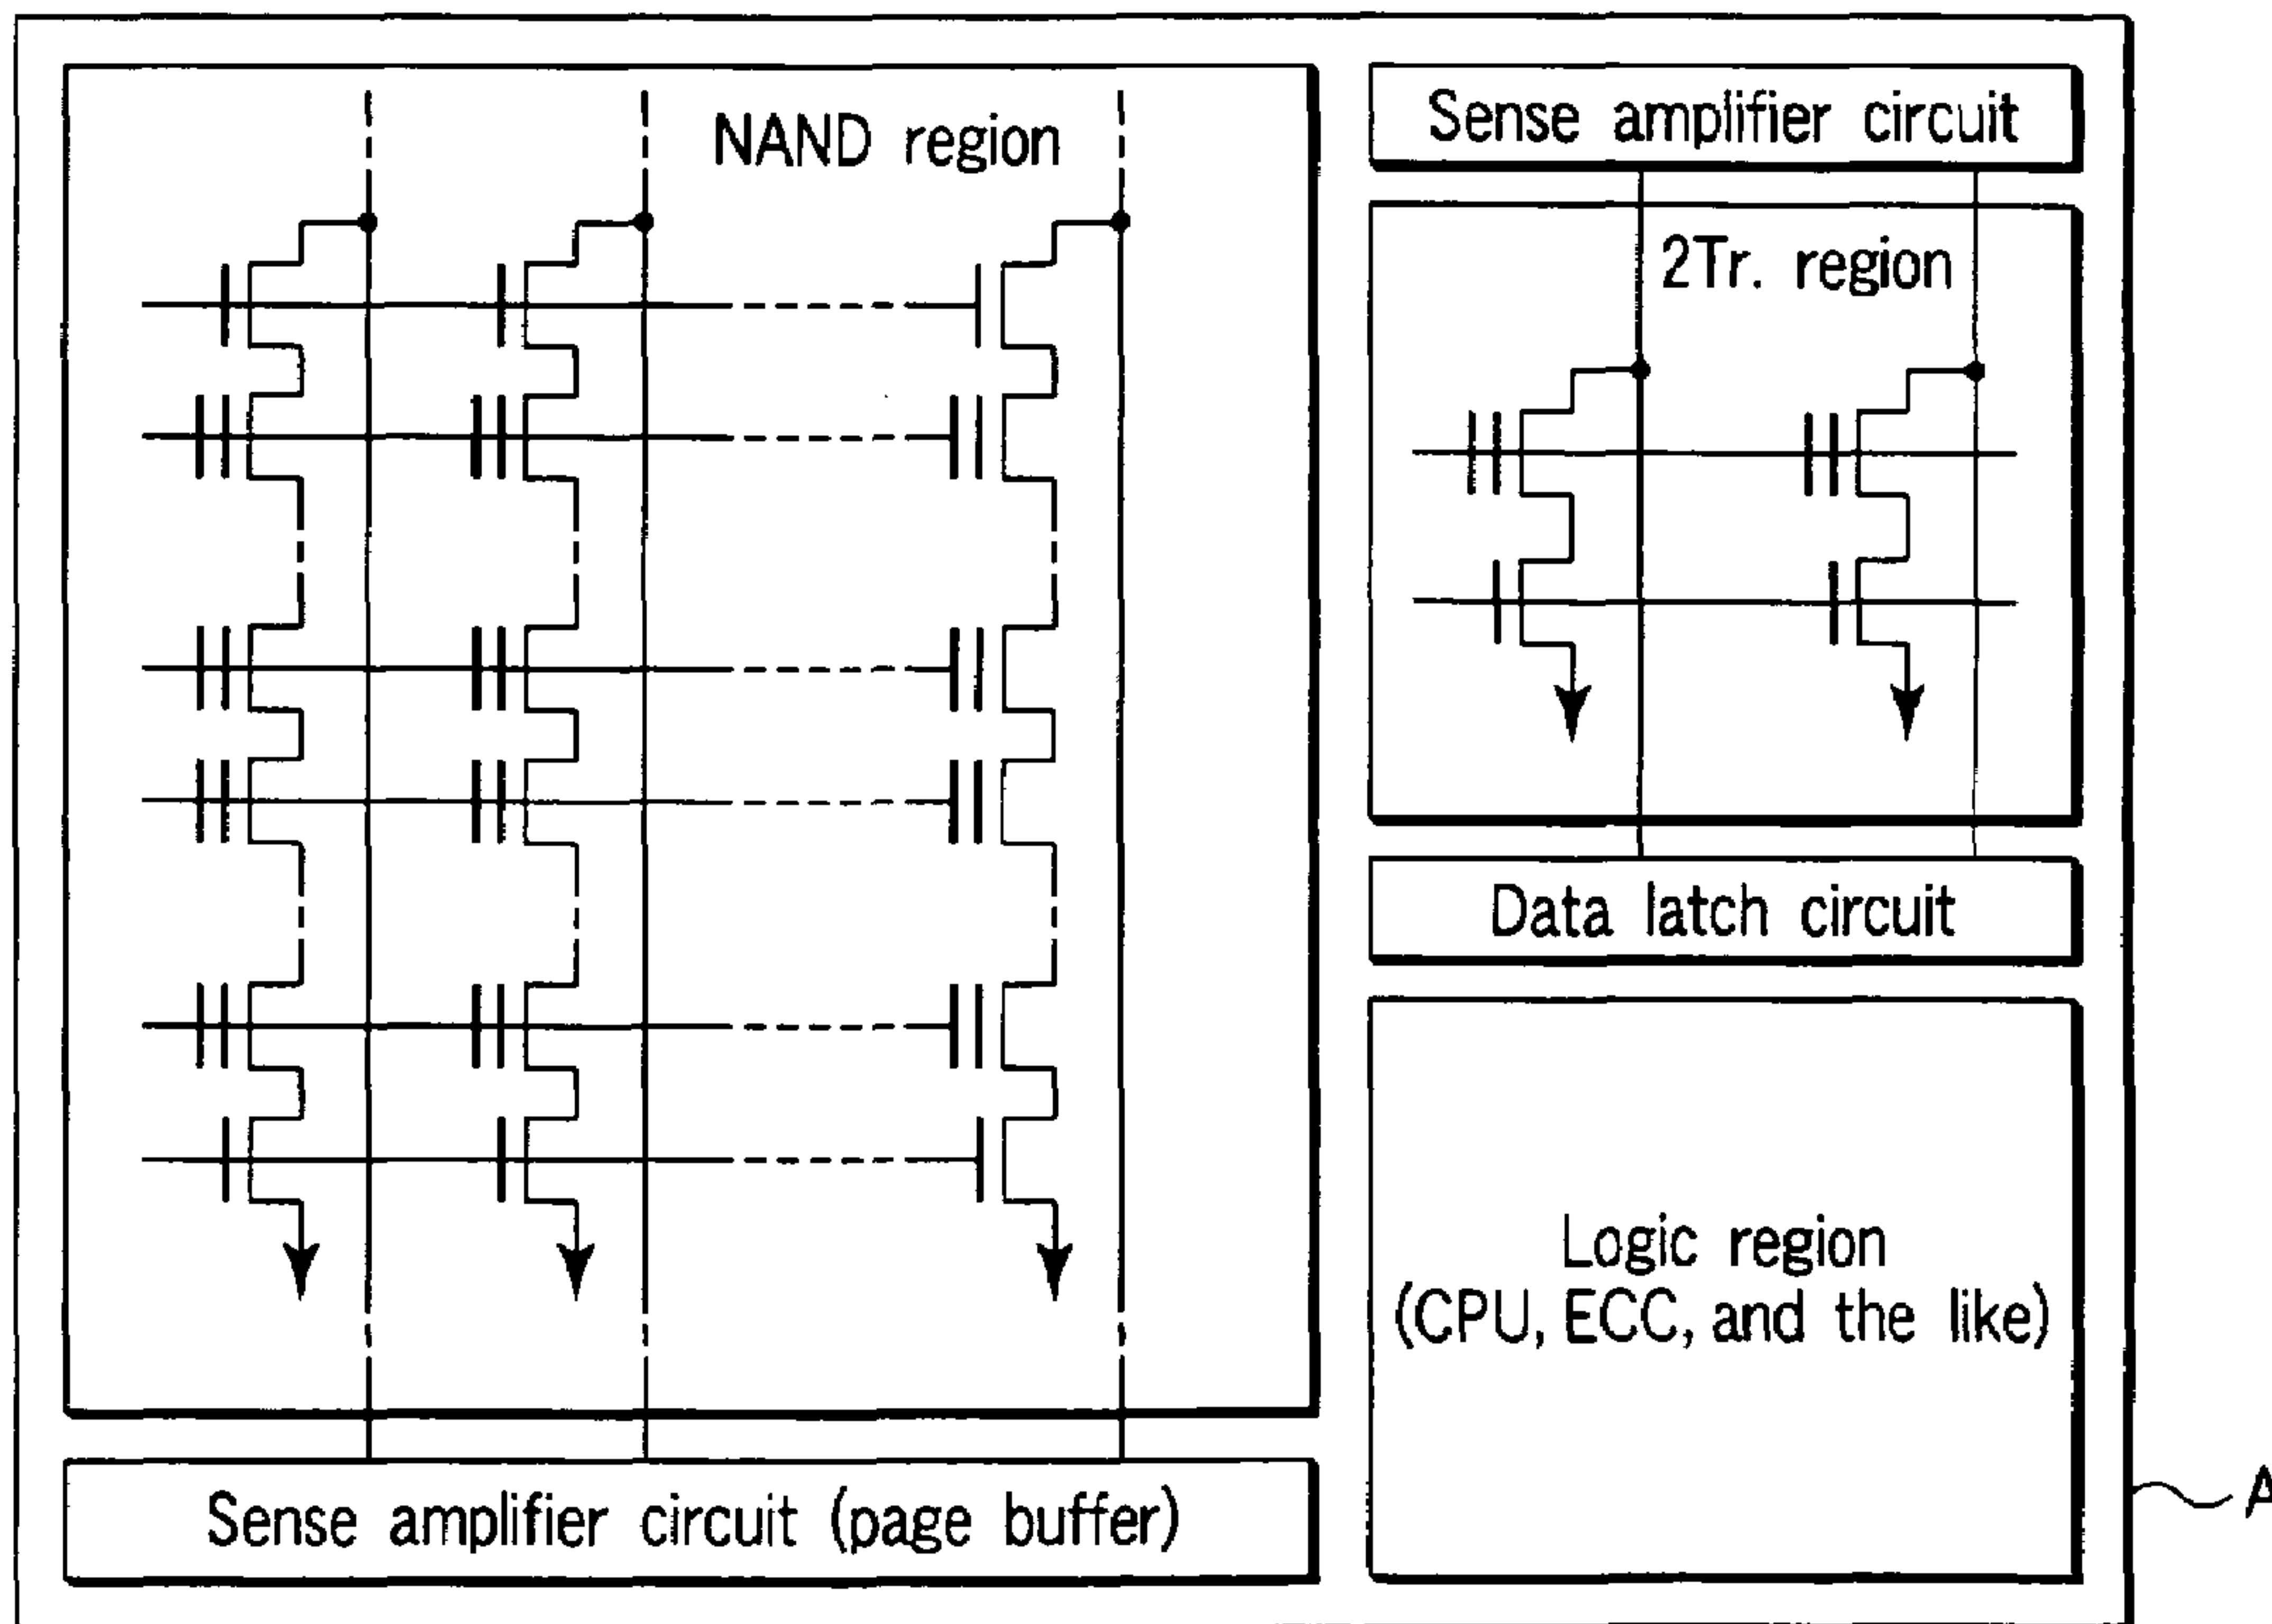 NAND region
Sense amplifier circuit
2Tr. region
Data latch circuit
Logic region
(CPU, ECC, and the like)
Sense amplifier circuit (page buffer)
A